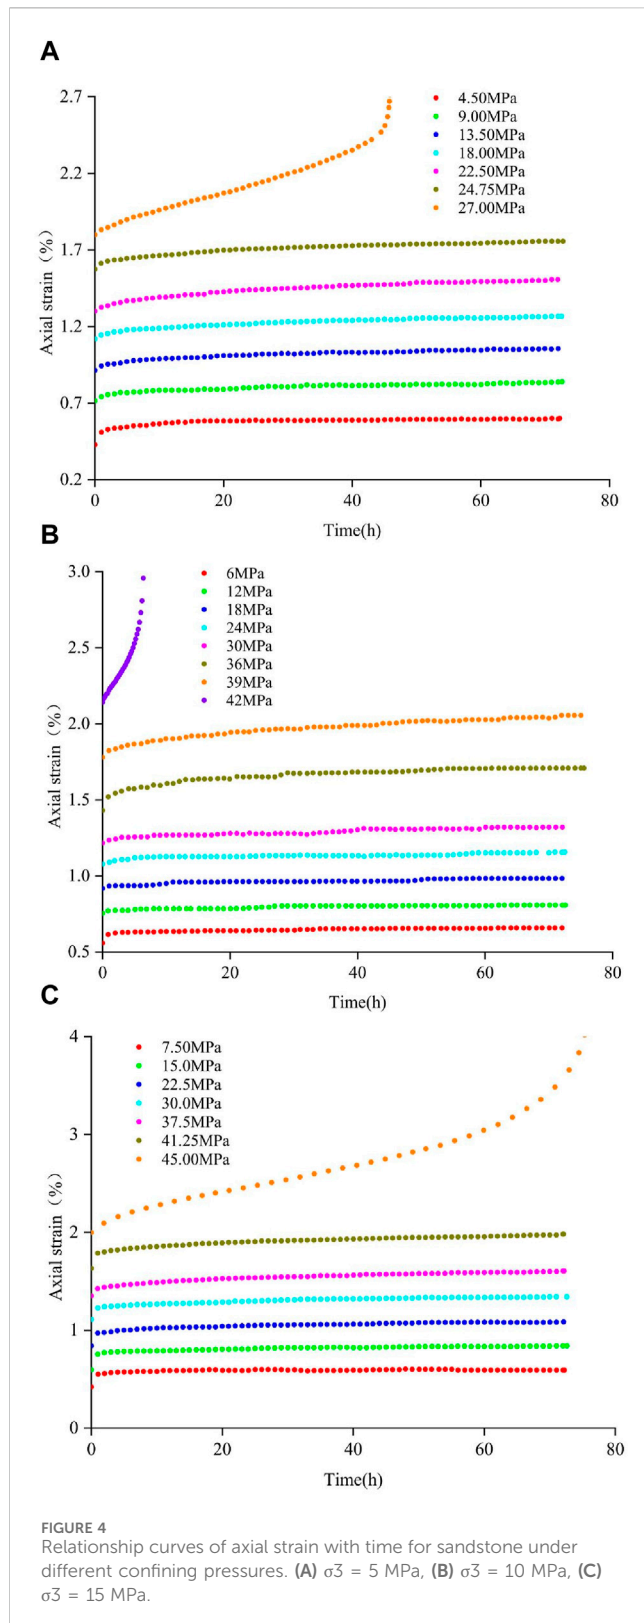 A
2.7
2.2
1.7
1.2
0.7
0.2
Axial strain（%）
4.50MPa
9.00MPa
13.50MPa
18.00MPa
22.50MPa
24.75MPa
27.00MPa
0
20
40
60
80
Time(h)
B
3.0
2.5
2.0
1.5
1.0
0.5
Axial strain（%）
6MPa
12MPa
18MPa
24MPa
30MPa
36MPa
39MPa
42MPa
0
20
40
60
80
Time(h)
C
4
3
2
1
0
Axial strain（%）
7.50MPa
15.0MPa
22.5MPa
30.0MPa
37.5MPa
41.25MPa
45.00MPa
0
20
40
60
80
Time(h)
FIGURE 4
Relationship curves of axial strain with time for sandstone under
different confining pressures. (A) σ3 = 5 MPa, (B) σ3 = 10 MPa, (C)
σ3 = 15 MPa.